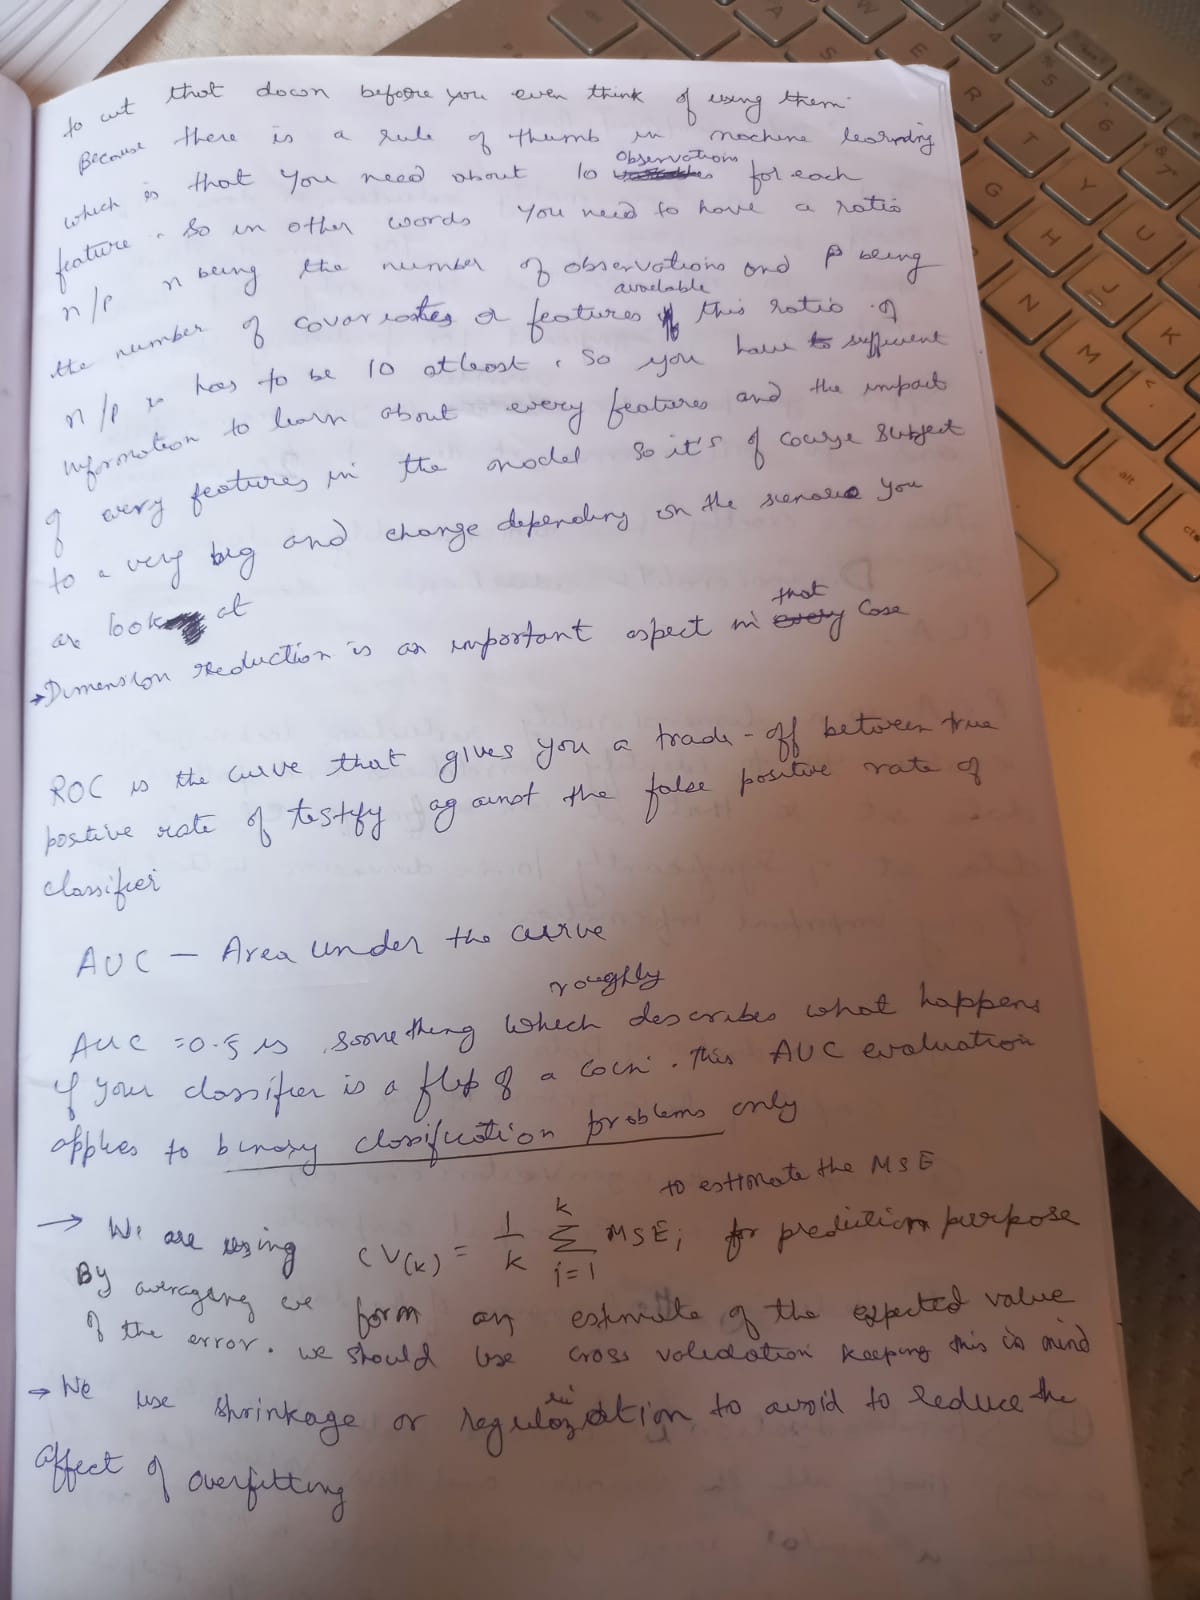 to cut that down before you even think of using them.
Because there is a rule of thumb in machine learning
which is that you need about 10 observations for each
feature. So in other words you need to have a ratio
n/p n being the number of observations and p being
the number of covariates or features available this ratio of
n/p has to be 10 atleast. So you have to sufficient
information to learn about every features and the impact
of every features in the model so it's of course subject
to a very big and change depending on the scenario you
are look at
→Dimension reduction is an important aspect in that case
ROC is the curve that gives you a trade-off between true
positive rate of testify against the false positive rate of
classifier
AUC – Area under the curve
AUC =0.5 is something which roughly describes what happens
if your classifier is a flip of a coin. This AUC evaluation
applies to binary classification problems only
→ We are using CV(k) = 1/k Σ k i=1 MSEi to estimate the MSE for prediction purpose
By averaging we form an estimate of the expected value
of the error. we should use cross validation keeping this in mind
→ We use shrinkage or regularization to avoid to reduce the
affect of overfitting